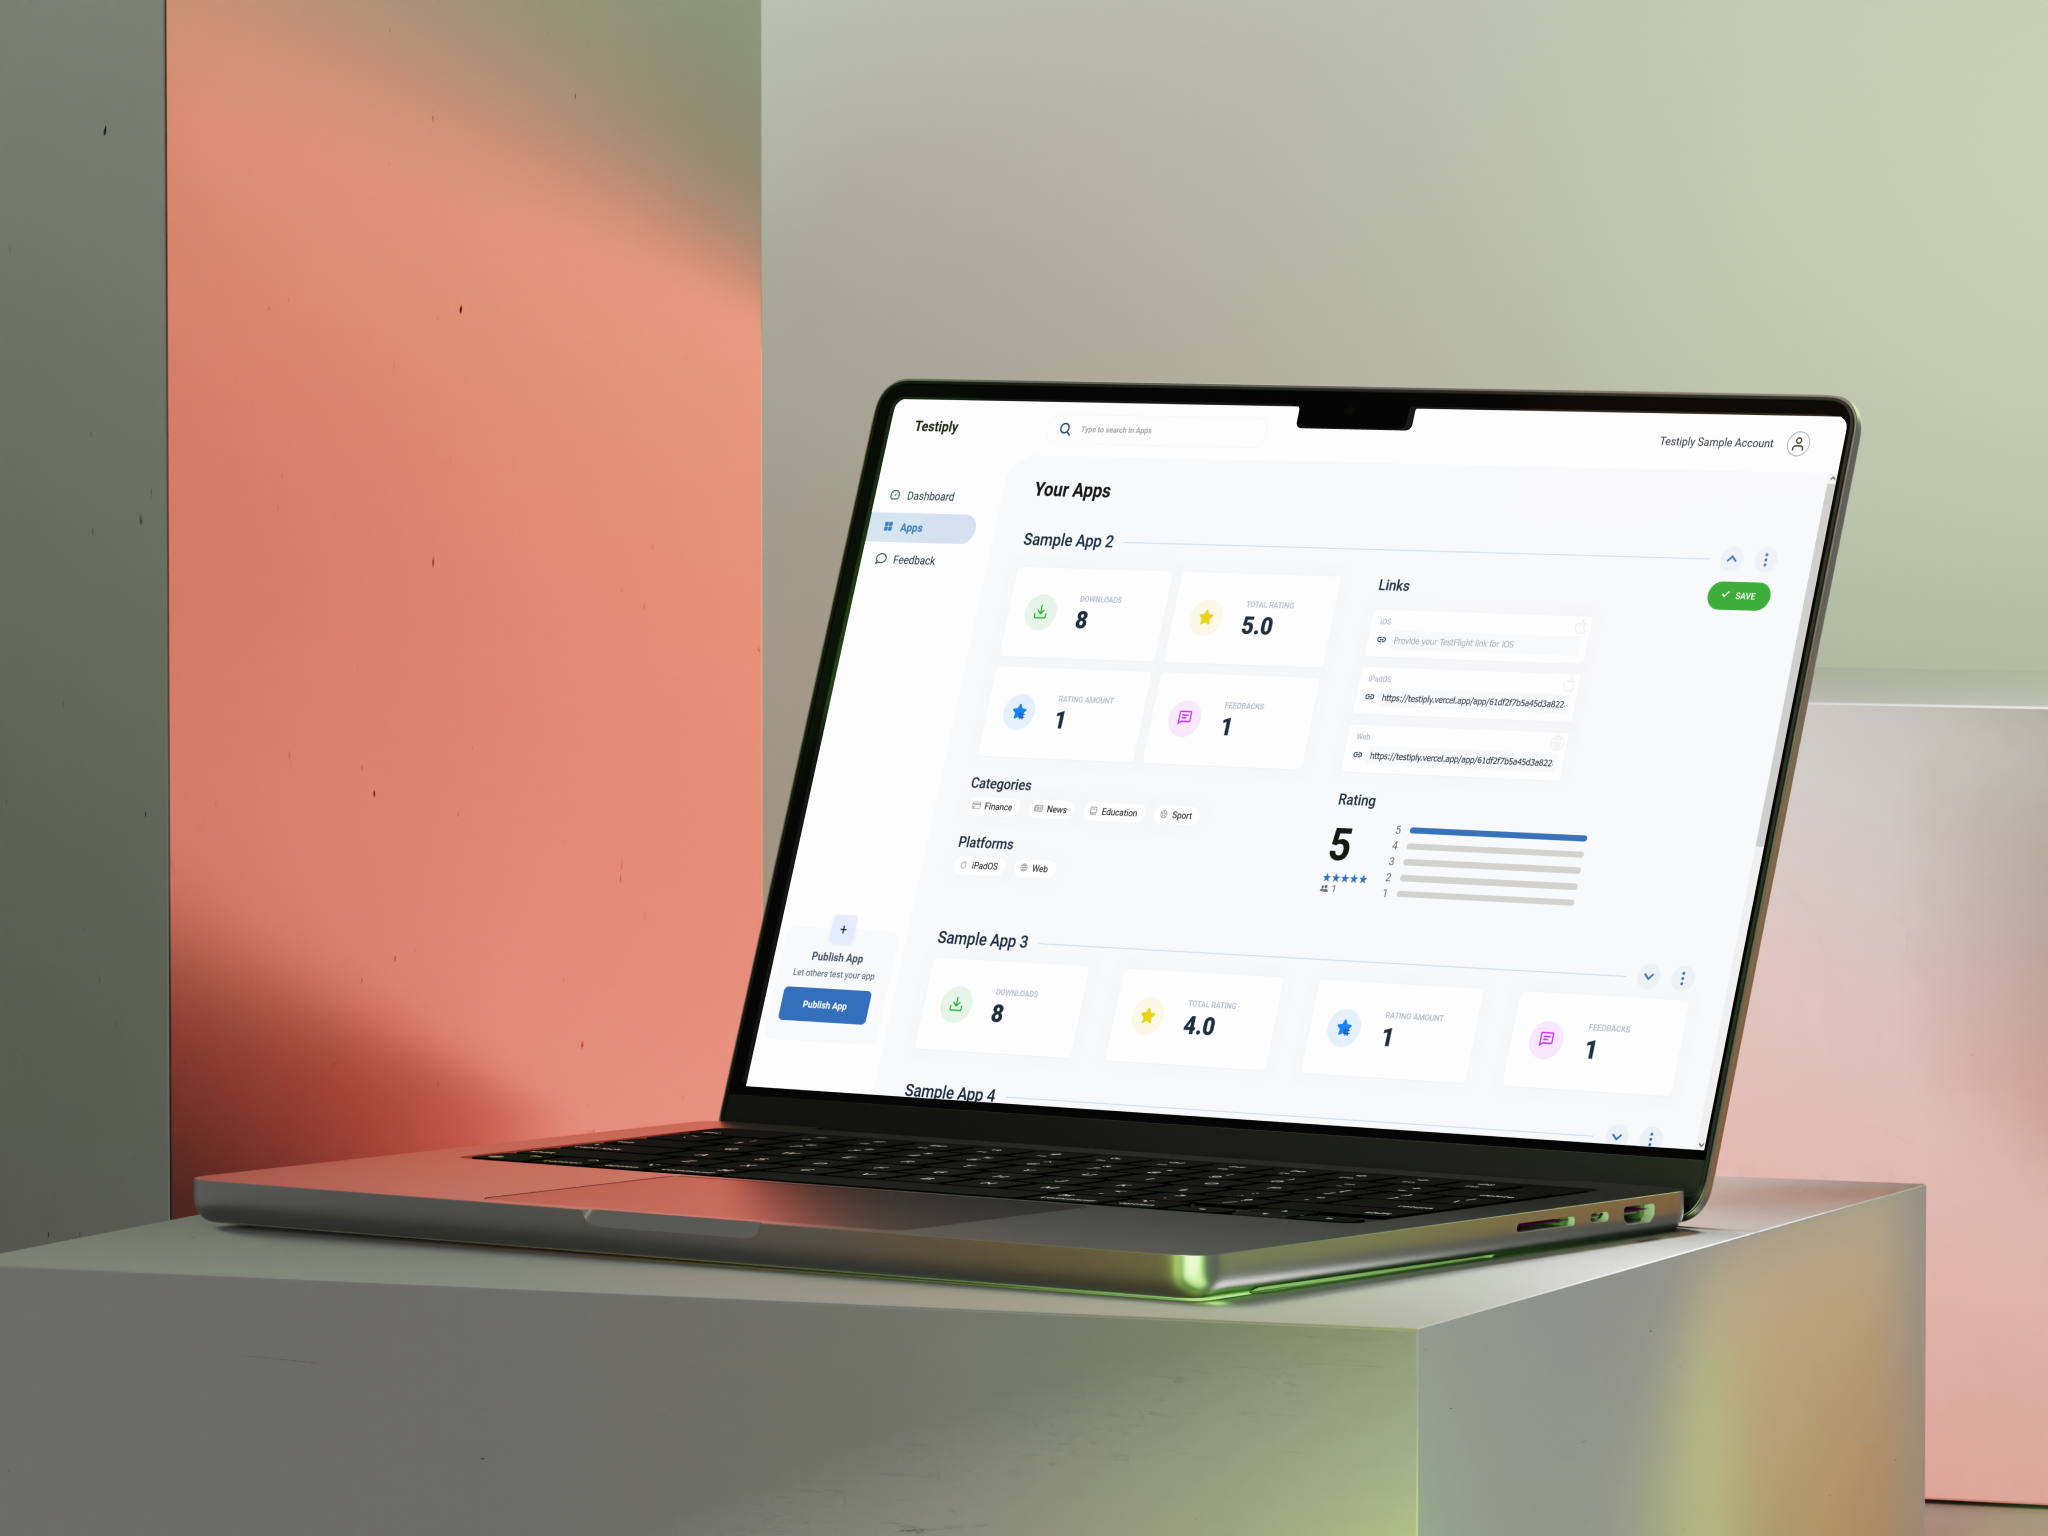 Testiply
Type to search in Apps
Testiply Sample Account
Dashboard
Apps
Feedback
Your Apps
Sample App 2
DOWNLOADS
8
TOTAL RATING
5.0
RATING AMOUNT
1
FEEDBACKS
1
Links
SAVE
iOS
Provide your TestFlight link for iOS
iPadOS
https://testiply.vercel.app/app/61df2f7b5a45d3a822
Web
https://testiply.vercel.app/app/61df2f7b5a45d3a822
Categories
Finance News Education Sport
Platforms
iPadOS Web
Rating
5
1
5
4
3
2
1
+
Publish App
Let others test your app
Publish App
Sample App 3
DOWNLOADS
8
TOTAL RATING
4.0
RATING AMOUNT
1
FEEDBACKS
1
Sample App 4